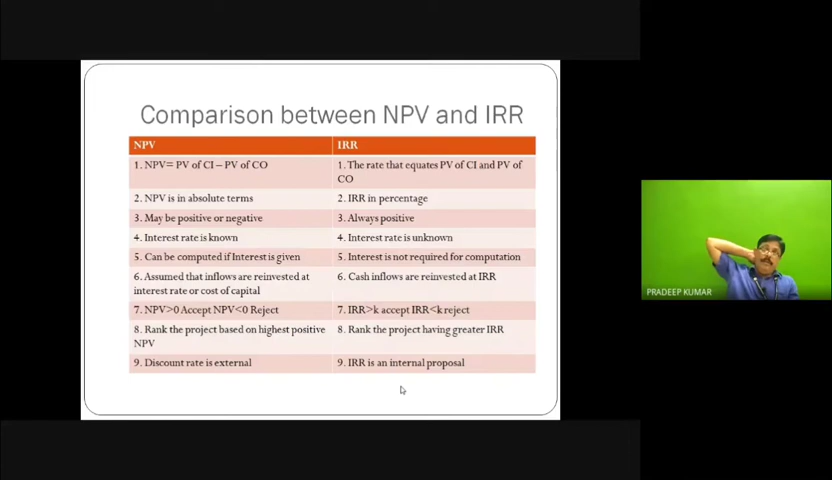 Comparison between NPV and IRR
NPV
IRR
1. NPV= PV of CI – PV of CO
1. The rate that equates PV of CI and PV of
CO
2. NPV is in absolute terms
2. IRR in percentage
3. May be positive or negative
3. Always positive
4. Interest rate is known
4. Interest rate is unknown
5. Can be computed if Interest is given
5. Interest is not required for computation
6. Assumed that inflows are reinvested at
interest rate or cost of capital
6. Cash inflows are reinvested at IRR
7. NPV>0 Accept NPV<0 Reject
7. IRR>k accept IRR<k reject
8. Rank the project based on highest positive
NPV
8. Rank the project having greater IRR
9. Discount rate is external
9. IRR is an internal proposal
PRADEEP KUMAR